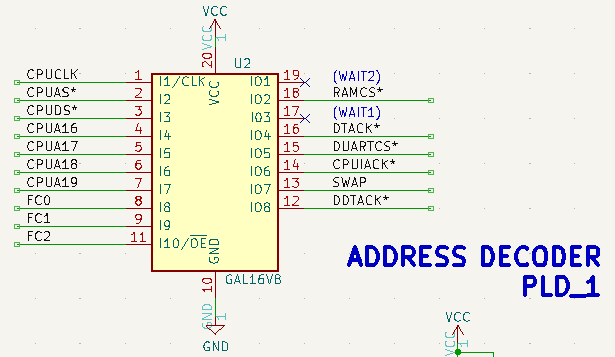 VCC
VCC
1
20
U2
CPUCLK 1 I1/CLK VCC IO1 19 (WAIT2)
CPUAS* 2 I2 IO2 18 RAMCS*
CPUDS* 3 I3 IO3 17 (WAIT1)
CPUA16 4 I4 IO4 16 DTACK*
CPUA17 5 I5 IO5 15 DUARTCS*
CPUA18 6 I6 IO6 14 CPUIACK*
CPUA19 7 I7 IO7 13 SWAP
FC0 8 I8 IO8 12 DDTACK*
FC1 9 I9
FC2 11 I10/OE GND
10 GAL16V8
GND
1
GND
ADDRESS DECODER
PLD_1
VCC
VCC
1